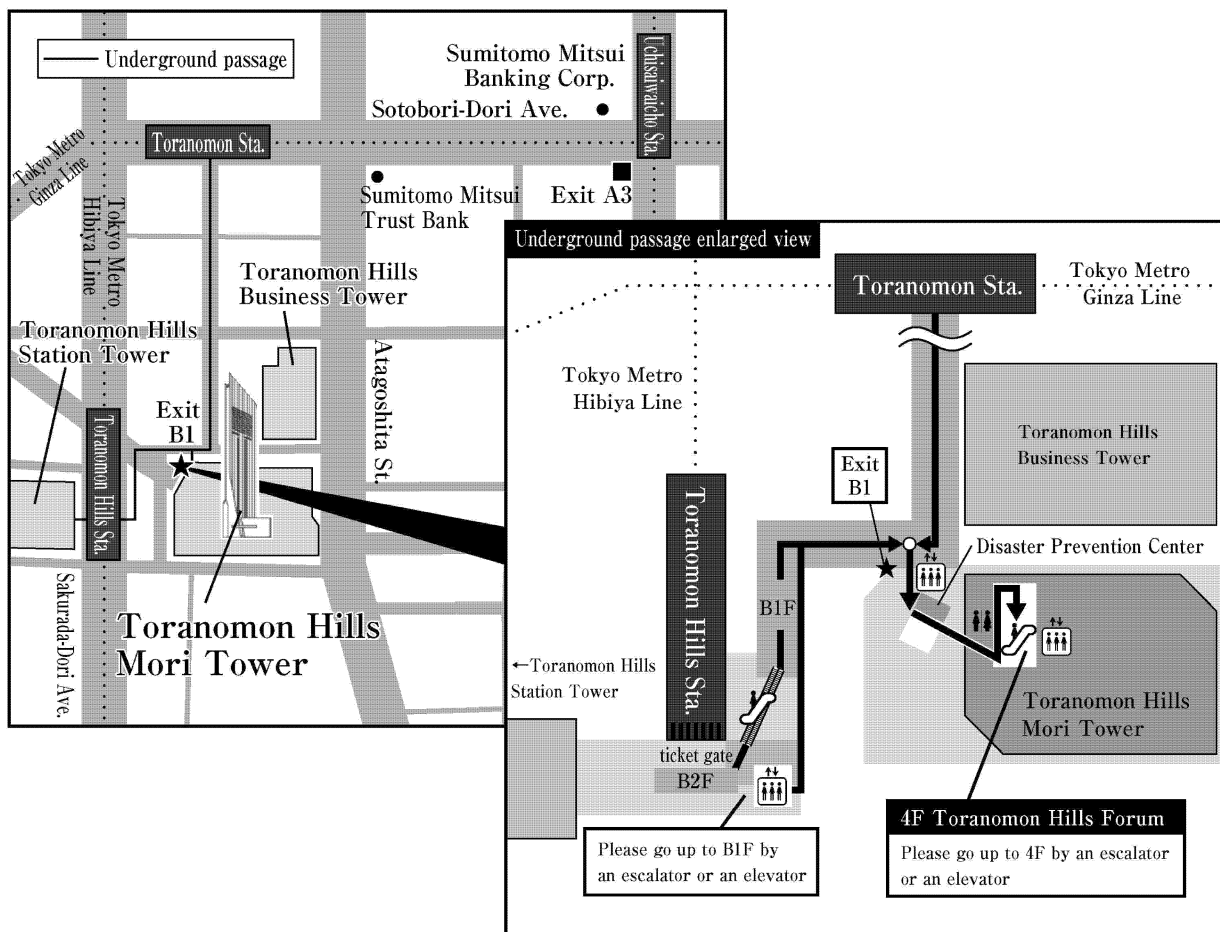 Underground passage
Sumitomo Mitsui
Banking Corp.
Sotobori-Dori Ave.
Uchisaiwaicho Sta.
Toranomon Sta.
Tokyo Metro
Ginza Line
Sumitomo Mitsui
Trust Bank
Exit A3
Tokyo Metro
Hibiya Line
Toranomon Hills
Business Tower
Toranomon Hills
Station Tower
Exit
B1
Atagoshita St.
Toranomon Hills Sta.
Sakurada-Dori Ave.
Toranomon Hills
Mori Tower
Underground passage enlarged view
Toranomon Sta.
Tokyo Metro
Ginza Line
Tokyo Metro
Hibiya Line
Toranomon Hills
Business Tower
Exit
B1
Disaster Prevention Center
Toranomon Hills Sta.
B1F
←Toranomon Hills
Station Tower
ticket gate
B2F
Toranomon Hills
Mori Tower
Please go up to B1F by
an escalator or an elevator
4F Toranomon Hills Forum
Please go up to 4F by an escalator
or an elevator